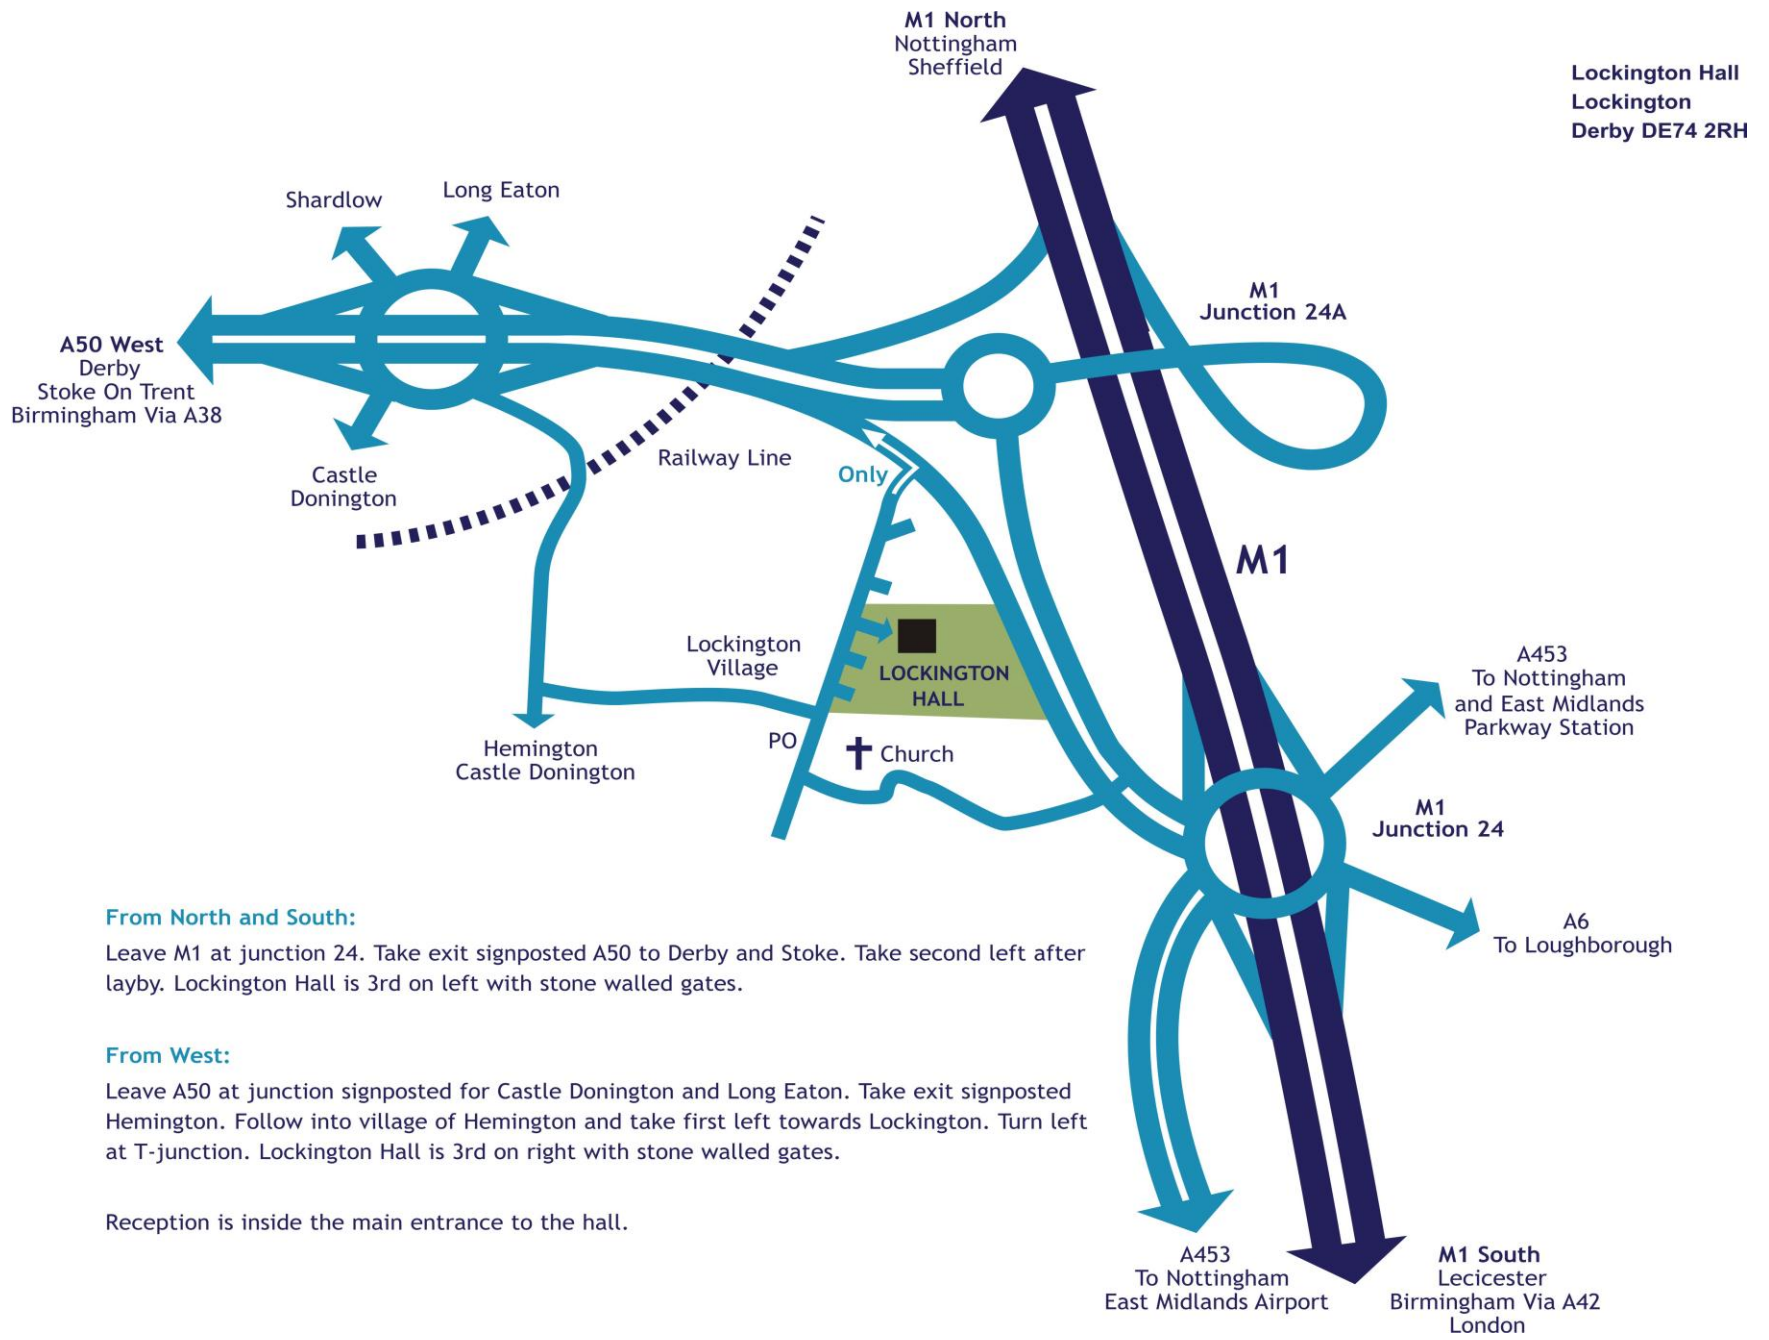 M1 North
Nottingham
Sheffield
Lockington Hall
Lockington
Derby DE74 2RH
Shardlow
Long Eaton
M1
Junction 24A
A50 West
Derby
Stoke On Trent
Birmingham Via A38
Castle
Donington
Railway Line
Only
M1
Lockington
Village
LOCKINGTON
HALL
A453
To Nottingham
and East Midlands
Parkway Station
PO
Church
Hemington
Castle Donington
M1
Junction 24
A6
To Loughborough
From North and South:
Leave M1 at junction 24. Take exit signposted A50 to Derby and Stoke. Take second left after
layby. Lockington Hall is 3rd on left with stone walled gates.
From West:
Leave A50 at junction signposted for Castle Donington and Long Eaton. Take exit signposted
Hemington. Follow into village of Hemington and take first left towards Lockington. Turn left
at T-junction. Lockington Hall is 3rd on right with stone walled gates.
Reception is inside the main entrance to the hall.
A453
To Nottingham
East Midlands Airport
M1 South
Lecicester
Birmingham Via A42
London